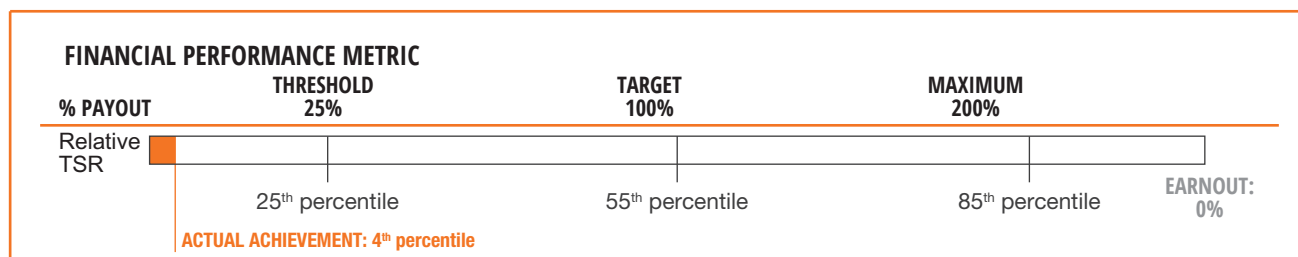 FINANCIAL PERFORMANCE METRIC
THRESHOLD TARGET MAXIMUM
% PAYOUT 25% 100% 200%
Relative
TSR
25th percentile 55th percentile 85th percentile
EARNOUT:
0%
ACTUAL ACHIEVEMENT: 4th percentile